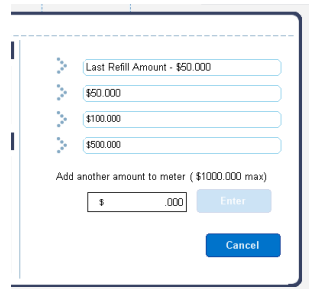 Last Refill Amount - $50.000
$50.000
$100.000
$500.000
Add another amount to meter ( $1000.000 max)
$ .000
Enter
Cancel